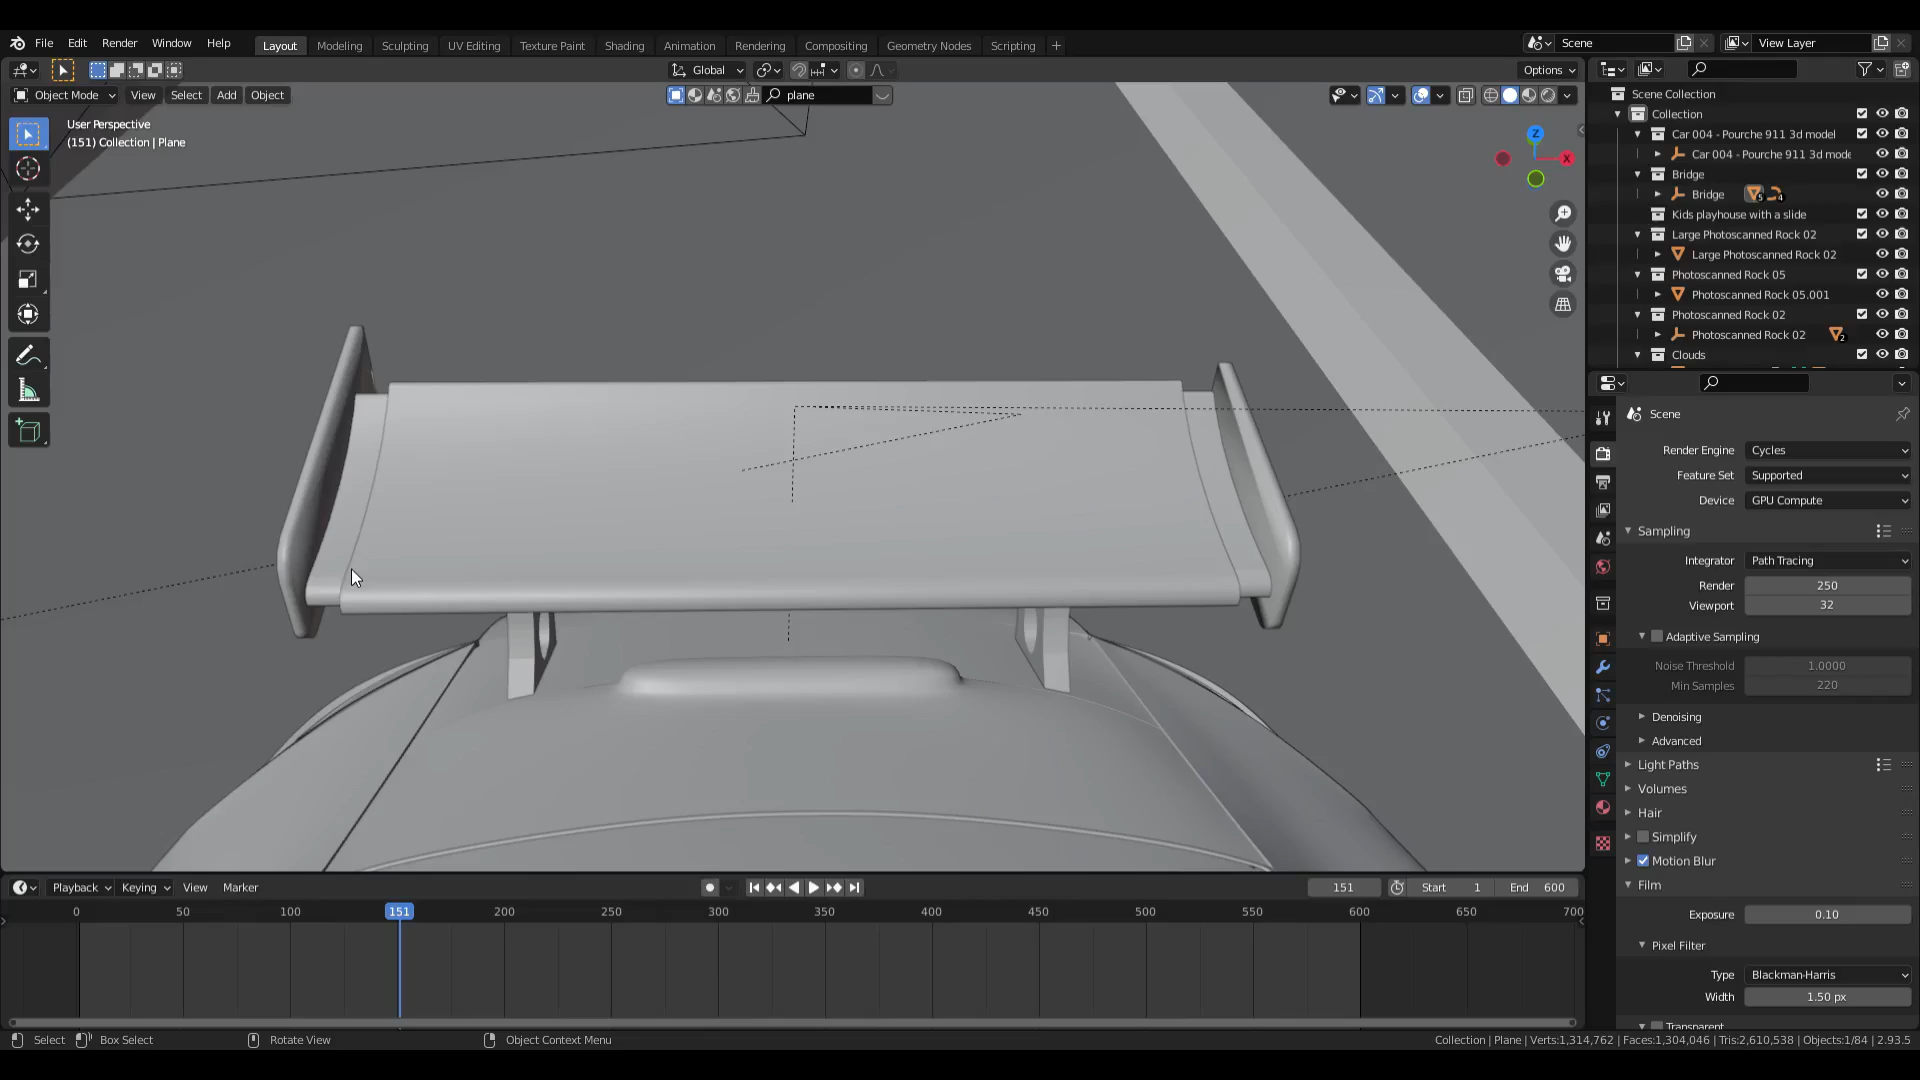 File Edit Render Window Help Layout Modeling Sculpting UV Editing Texture Paint Shading Animation Rendering Compositing Geometry Nodes Scripting + Scene View Layer
Global Options
Object Mode View Select Add Object plane
User Perspective
(151) Collection | Plane
Z
X
Scene Collection
Collection
Car 004 - Pourche 911 3d model
Car 004 - Pourche 911 3d mode
Bridge
Bridge 5 4
Kids playhouse with a slide
Large Photoscanned Rock 02
Large Photoscanned Rock 02
Photoscanned Rock 05
Photoscanned Rock 05.001
Photoscanned Rock 02
Photoscanned Rock 02 2
Clouds
Scene
Render Engine Cycles
Feature Set Supported
Device GPU Compute
Sampling
Integrator Path Tracing
Render 250
Viewport 32
Adaptive Sampling
Noise Threshold 1.0000
Min Samples 220
Denoising
Advanced
Light Paths
Volumes
Hair
Simplify
Motion Blur
Film
Exposure 0.10
Pixel Filter
Type Blackman-Harris
Width 1.50 px
Transparent
Playback Keying View Marker 151 Start 1 End 600
0 50 100 151 200 250 300 350 400 450 500 550 600 650 700
Select Box Select Rotate View Object Context Menu Collection | Plane | Verts:1,314,762 | Faces:1,304,046 | Tris:2,610,538 | Objects:1/84 | 2.93.5